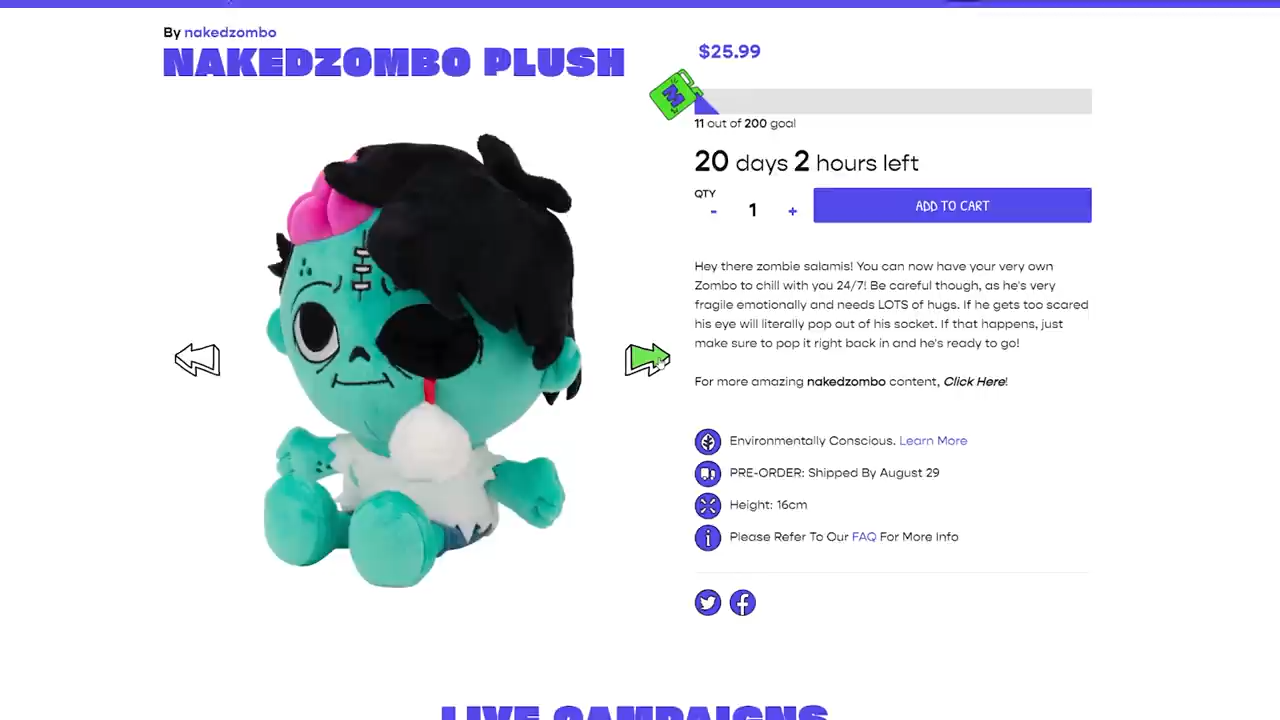 By nakedzombo
NAKEDZOMBO PLUSH
$25.99
M
11 out of 200 goal
20 days 2 hours left
QTY
- 1 +
ADD TO CART
Hey there zombie salamis! You can now have your very own
Zombo to chill with you 24/7! Be careful though, as he's very
fragile emotionally and needs LOTS of hugs. If he gets too scared
his eye will literally pop out of his socket. If that happens, just
make sure to pop it right back in and he's ready to go!
For more amazing nakedzombo content, Click Here!
Environmentally Conscious. Learn More
PRE-ORDER: Shipped By August 29
Height: 16cm
Please Refer To Our FAQ For More Info
LIVE CAMPAIGNS